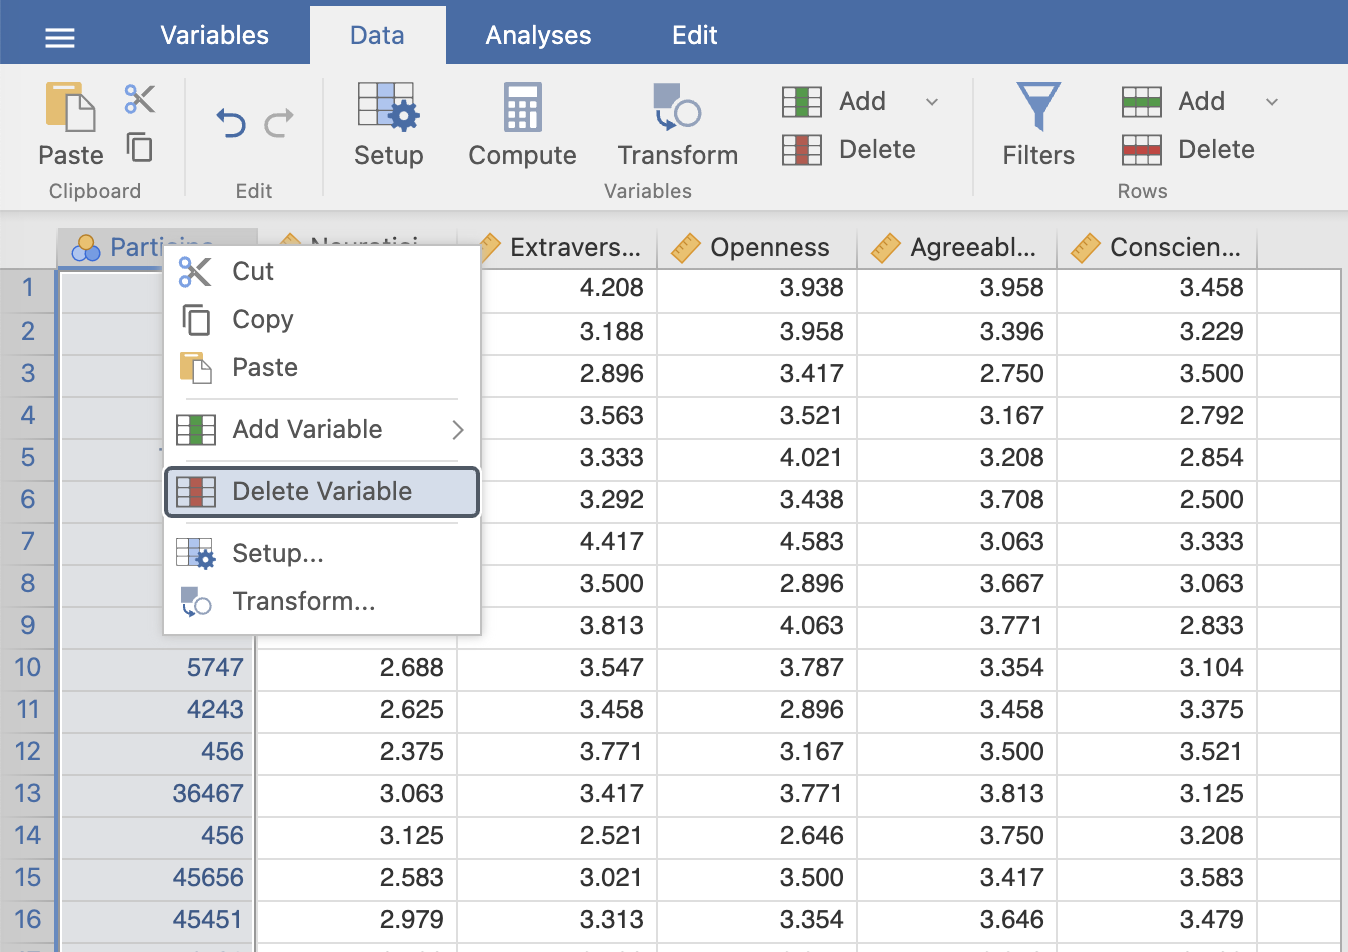 Variables Data Analyses Edit
Paste Setup Compute Transform Add Delete Filters Add Delete
Clipboard Edit Variables Rows
Extravers... Openness Agreeabl... Conscien...
Cut
Copy
Paste
Add Variable
Delete Variable
Setup...
Transform...
1 4.208 3.938 3.958 3.458
2 3.188 3.958 3.396 3.229
3 2.896 3.417 2.750 3.500
4 3.563 3.521 3.167 2.792
5 3.333 4.021 3.208 2.854
6 3.292 3.438 3.708 2.500
7 4.417 4.583 3.063 3.333
8 3.500 2.896 3.667 3.063
9 3.813 4.063 3.771 2.833
10 5747 2.688 3.547 3.787 3.354 3.104
11 4243 2.625 3.458 2.896 3.458 3.375
12 456 2.375 3.771 3.167 3.500 3.521
13 36467 3.063 3.417 3.771 3.813 3.125
14 456 3.125 2.521 2.646 3.750 3.208
15 45656 2.583 3.021 3.500 3.417 3.583
16 45451 2.979 3.313 3.354 3.646 3.479